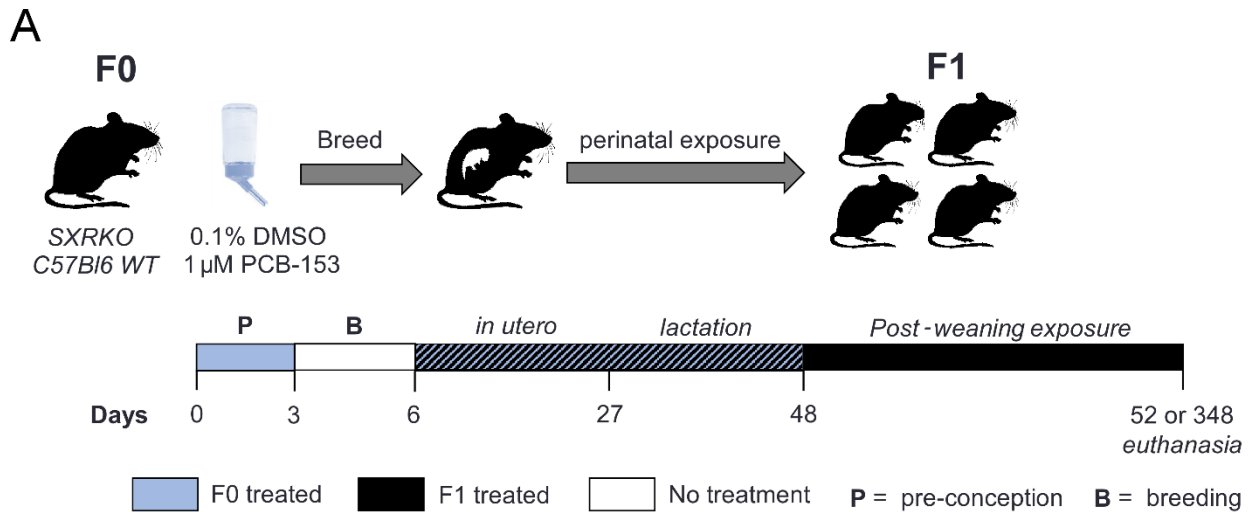 A
F0
F1
Breed
perinatal exposure
SXRKO
C57Bl6 WT
0.1% DMSO
1 µM PCB-153
P
B
in utero
lactation
Post-weaning exposure
Days
0
3
6
27
48
52 or 348
euthanasia
F0 treated
F1 treated
No treatment
P = pre-conception
B = breeding